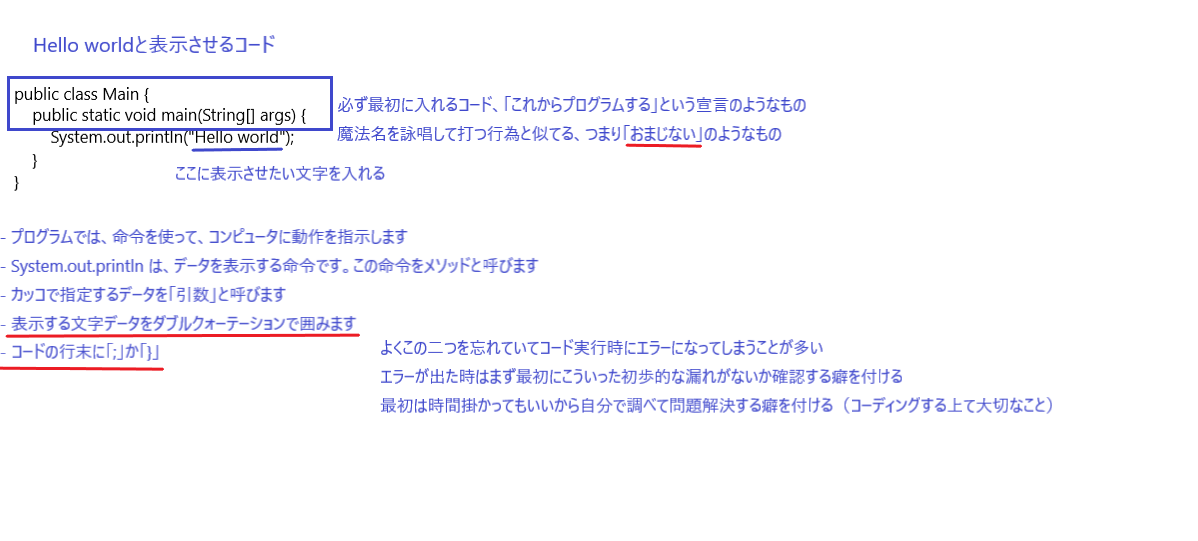 Hello worldと表示させるコード
public class Main {
public static void main(String[] args) {
System.out.println("Hello world");
}
}
必ず最初に入れるコード、「これからプログラムする」という宣言のようなもの
魔法名を詠唱して打つ行為と似てる、つまり「おまじない」のようなもの
ここに表示させたい文字を入れる
- プログラムでは、命令を使って、コンピュータに動作を指示します
- System.out.println は、データを表示する命令です。この命令をメソッドと呼びます
- カッコで指定するデータを「引数」と呼びます
- 表示する文字データをダブルクォーテーションで囲みます
- コードの行末に「;」か「}」
よくこの二つを忘れていてコード実行時にエラーになってしまうことが多い
エラーが出た時はまず最初にこういった初歩的な漏れがないか確認する癖を付ける
最初は時間掛かってもいいから自分で調べて問題解決する癖を付ける（コーディングする上て大切なこと）